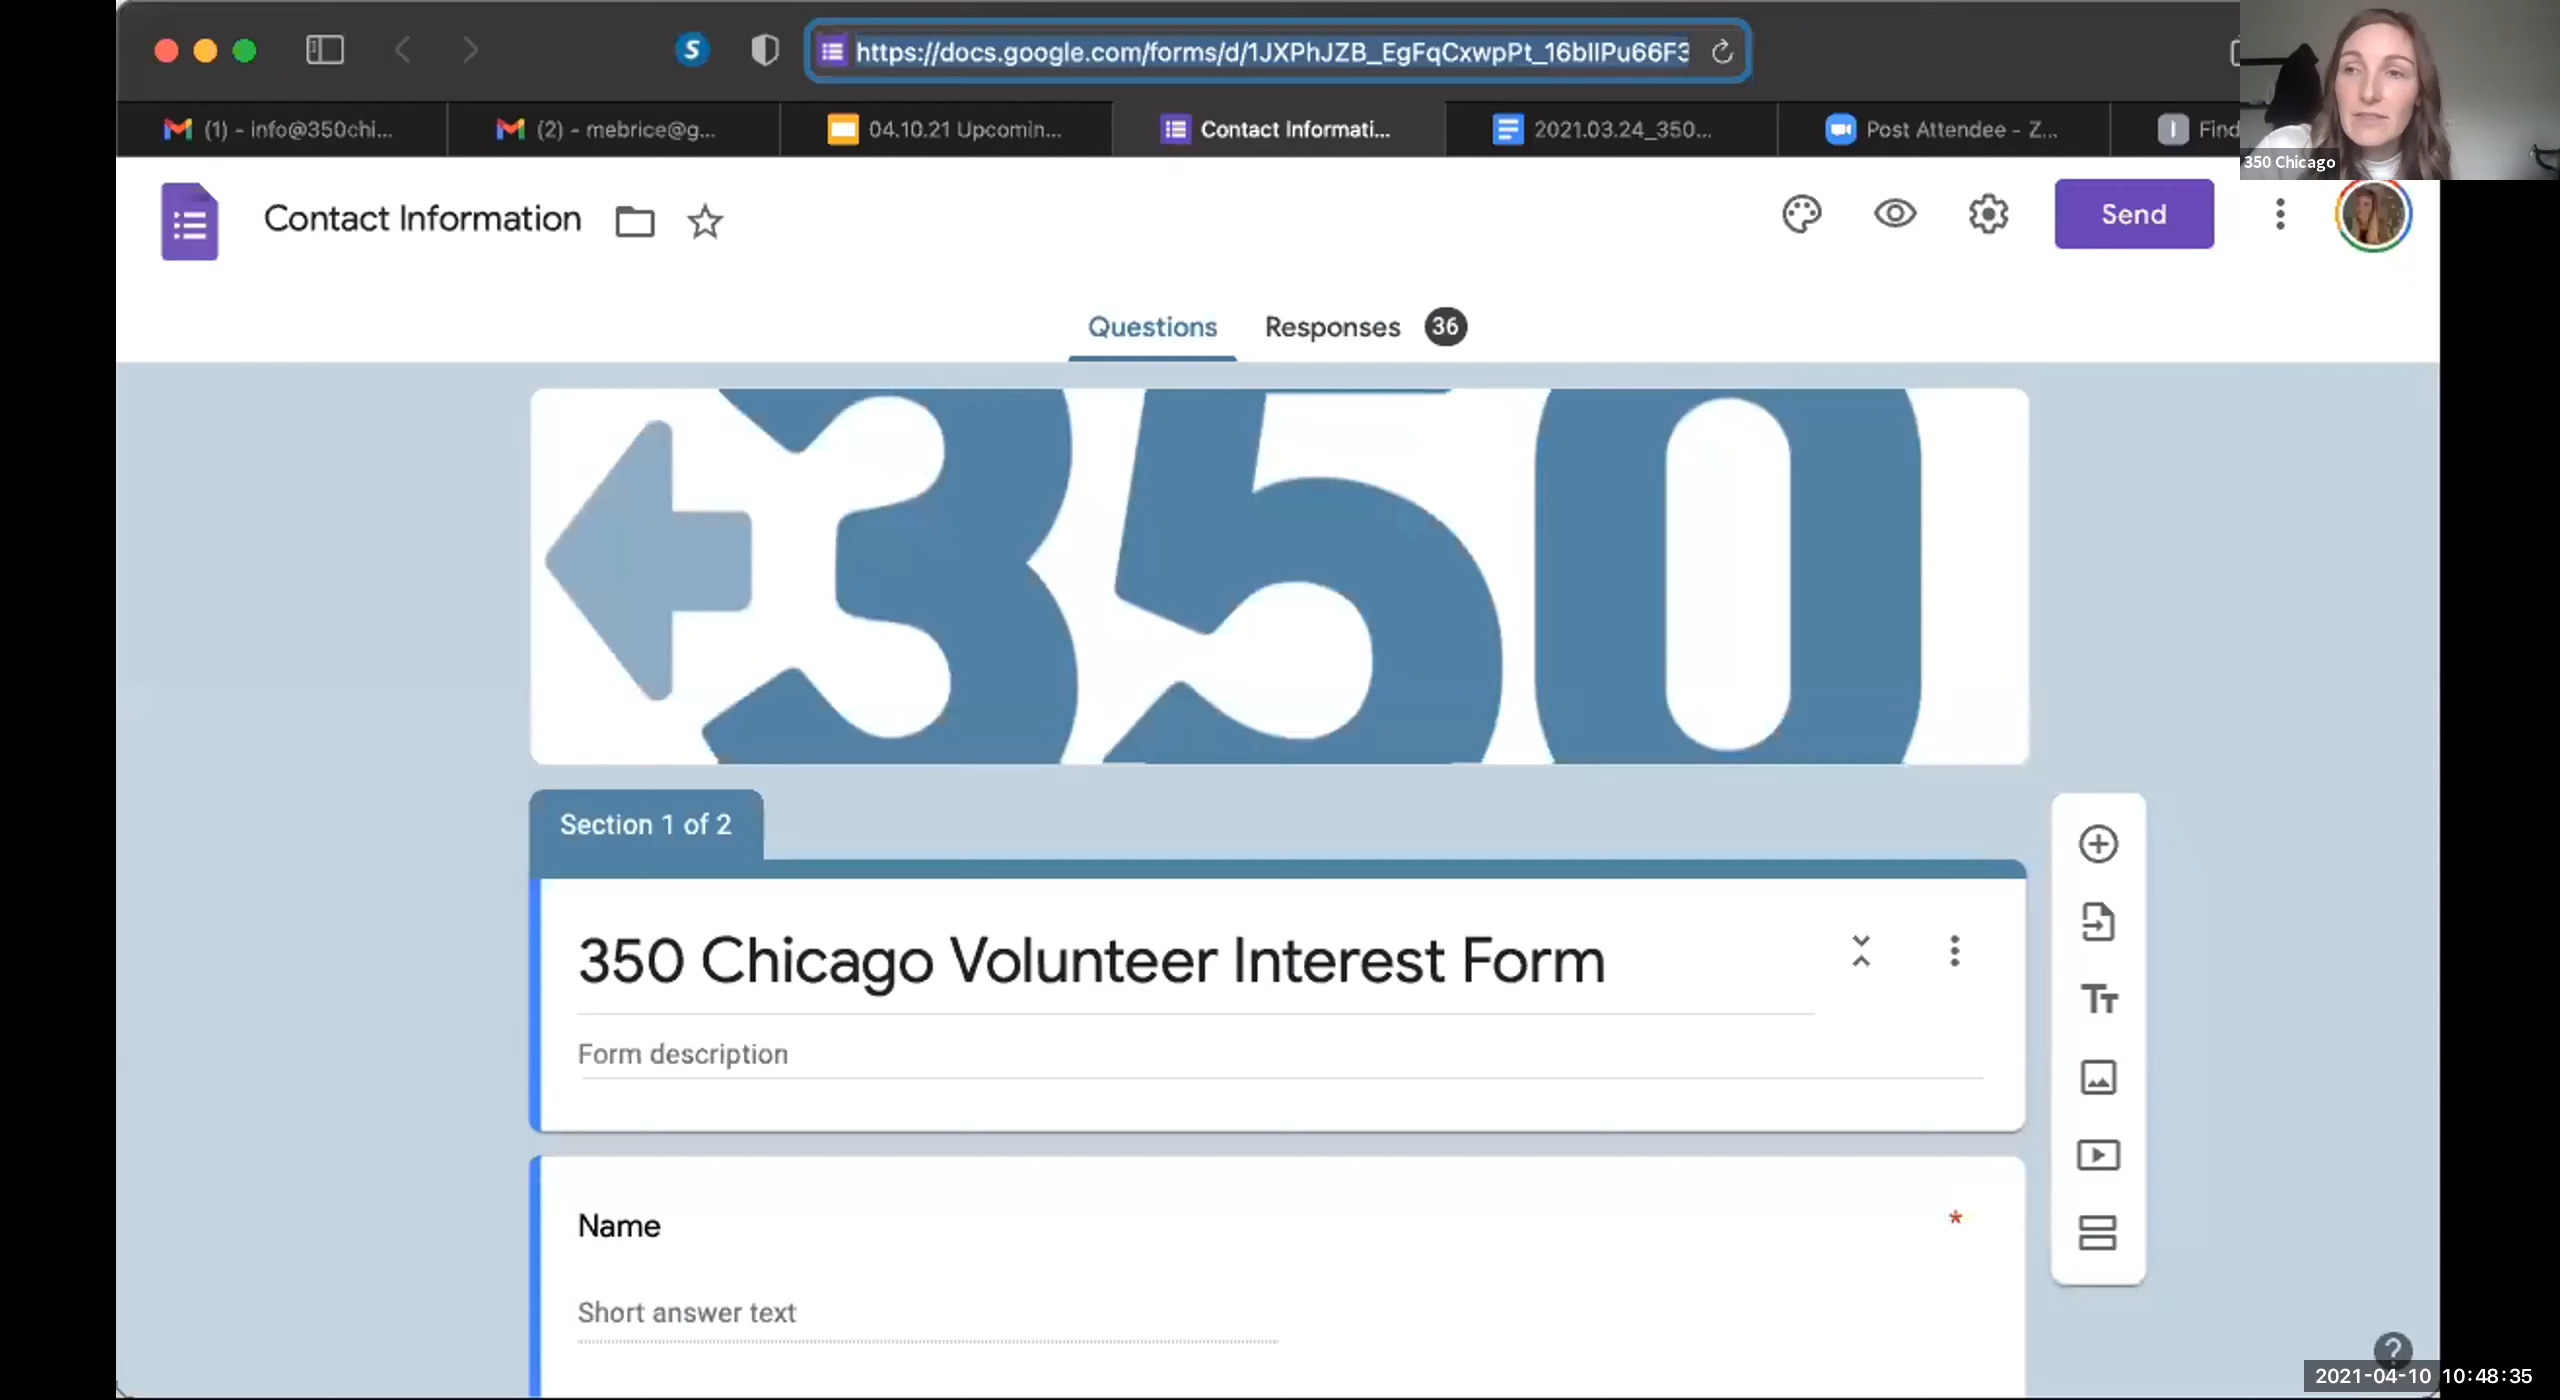 https://docs.google.com/forms/d/1JXPhJZB_EgFqCxwpPt_16bIIPu66F3
(1) - info@350chi...
(2) - mebrice@g...
04.10.21 Upcomin...
Contact Informati...
2021.03.24_350...
Post Attendee - Z...
Find
350 Chicago
Contact Information
Send
Questions
Responses 36
350
Section 1 of 2
350 Chicago Volunteer Interest Form
Form description
Name *
Short answer text
2021-04-10 10:48:35